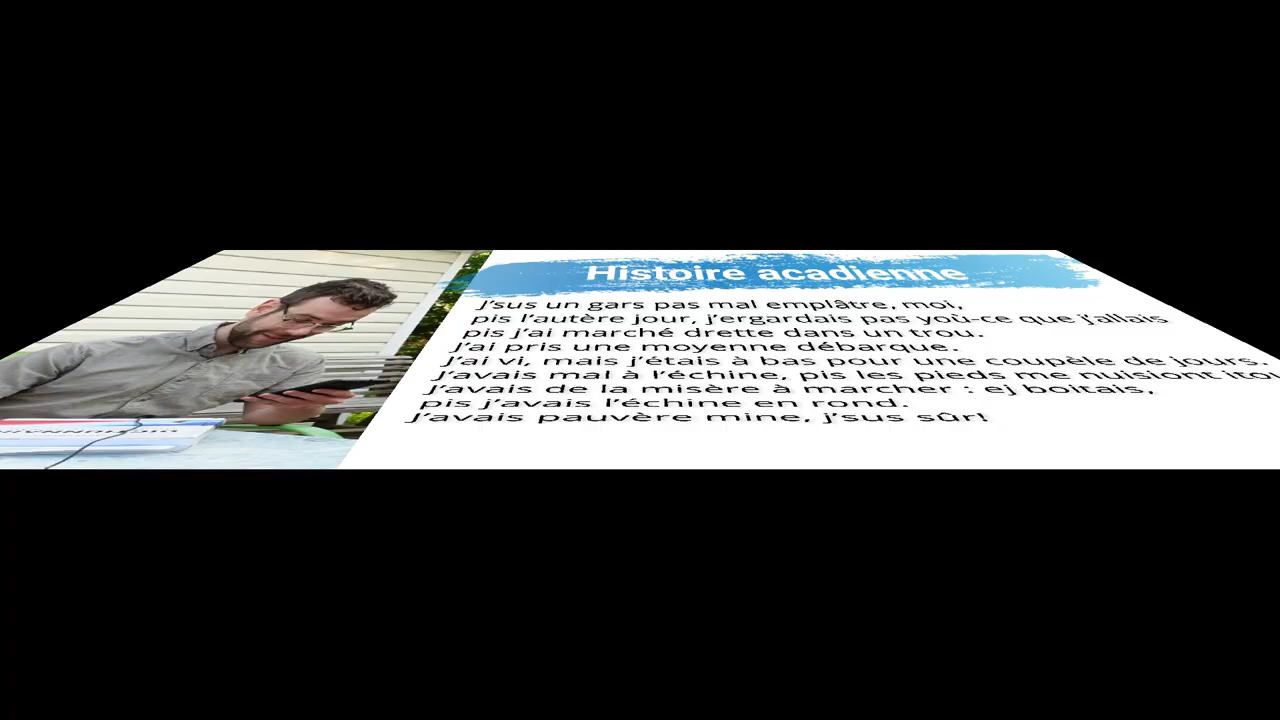 Histoire acadienne
J'sus un gars pas mal emplâtre, moi,
pis l'autère jour, j'ergardais pas yoù-ce que j'allais
pis j'ai marché drette dans un trou.
J'ai pris une moyenne débarque.
J'ai vi, mais j'étais à bas pour une coupèle de jours.
J'avais mal à l'échine, pis les pieds me nuisiont
J'avais de la misère à marcher : ej boitais,
pis j'avais l'échine en rond.
J'avais pauvère mine, j'sus sûr!